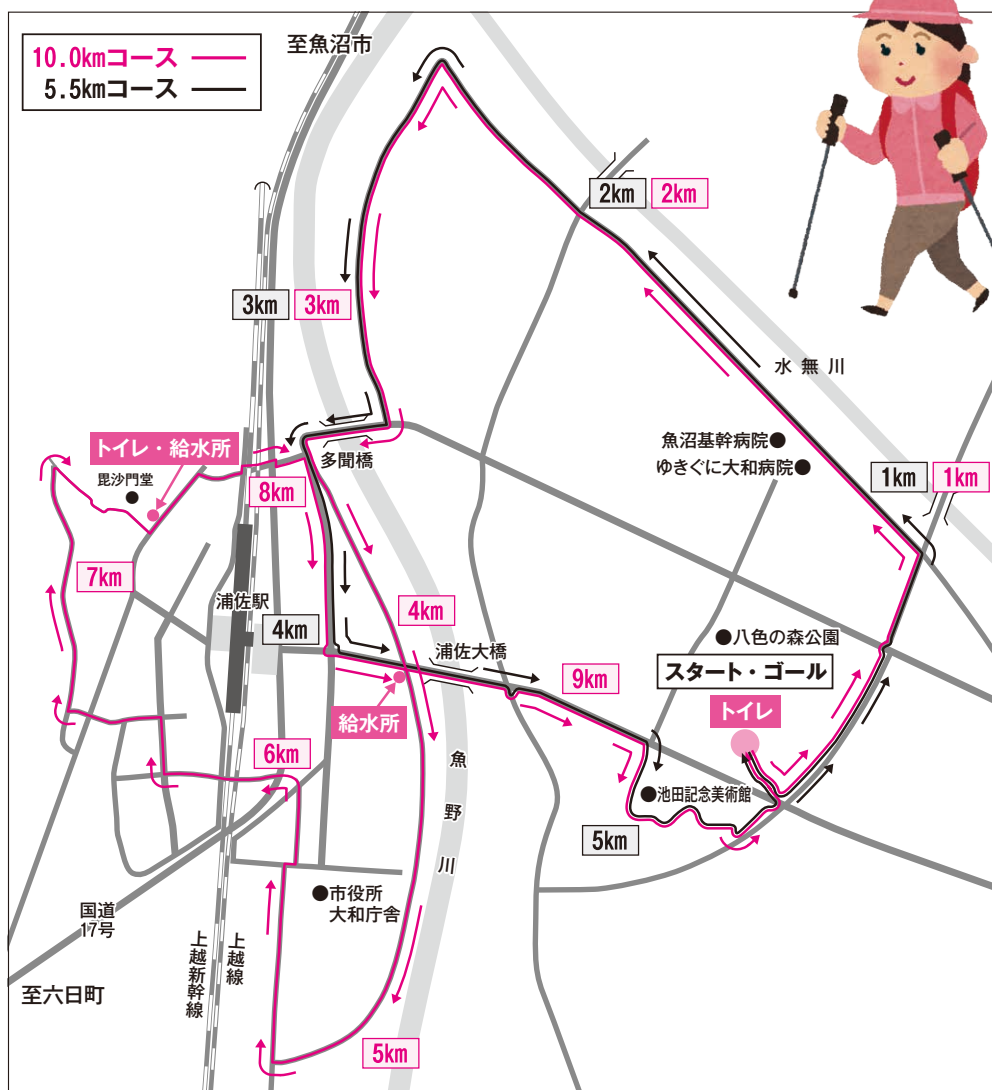 10.0kmコース
5.5kmコース
至魚沼市
2km
2km
3km
3km
水無川
魚沼基幹病院
ゆきぐに大和病院
1km
1km
多聞橋
トイレ・給水所
毘沙門堂
8km
7km
浦佐駅
4km
4km
浦佐大橋
八色の森公園
スタート・ゴール
トイレ
9km
給水所
6km
魚野川
池田記念美術館
5km
市役所
大和庁舎
国道
17号
上越線
上越新幹線
至六日町
5km